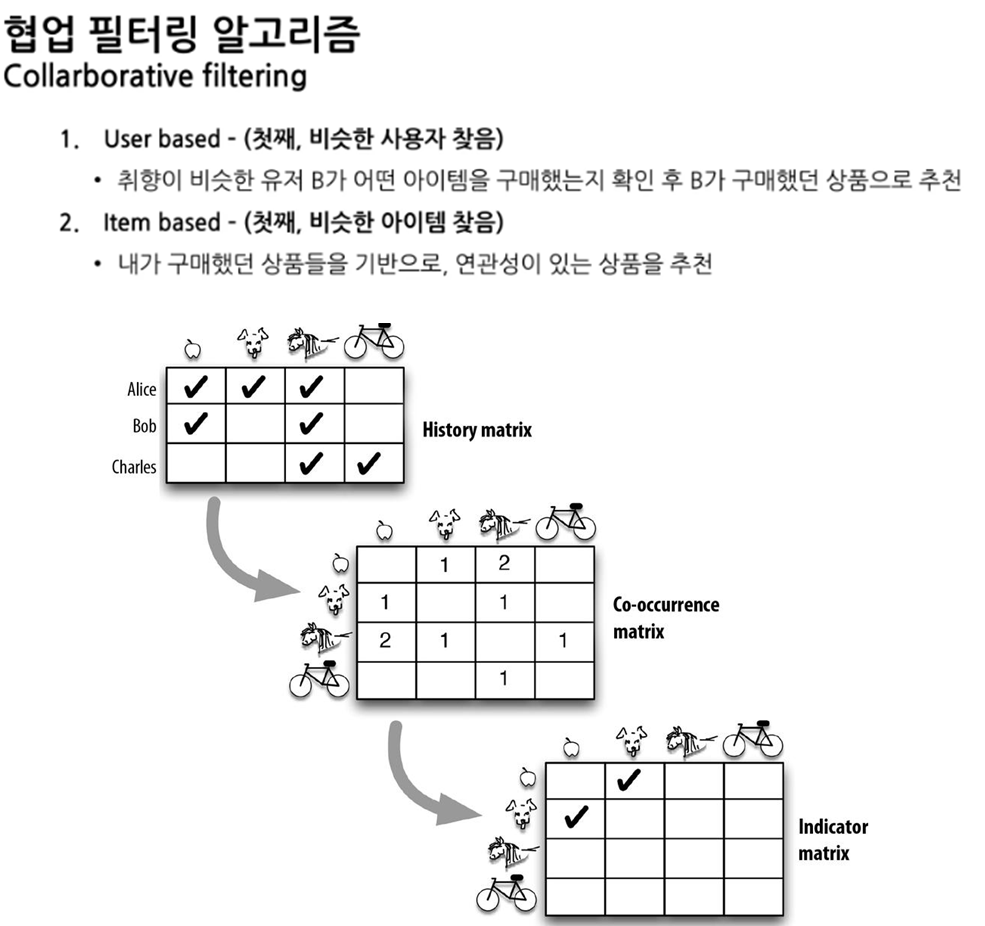 협업 필터링 알고리즘
Collarborative filtering
1. User based - (첫째, 비슷한 사용자 찾음)
• 취향이 비슷한 유저 B가 어떤 아이템을 구매했는지 확인 후 B가 구매했던 상품으로 추천
2. Item based - (첫째, 비슷한 아이템 찾음)
• 내가 구매했던 상품들을 기반으로, 연관성이 있는 상품을 추천
Alice ✓ ✓ ✓
Bob ✓ ✓
Charles ✓ ✓
History matrix
1 2
1 1
2 1 1
1
Co-occurrence
matrix
✓
✓
Indicator
matrix